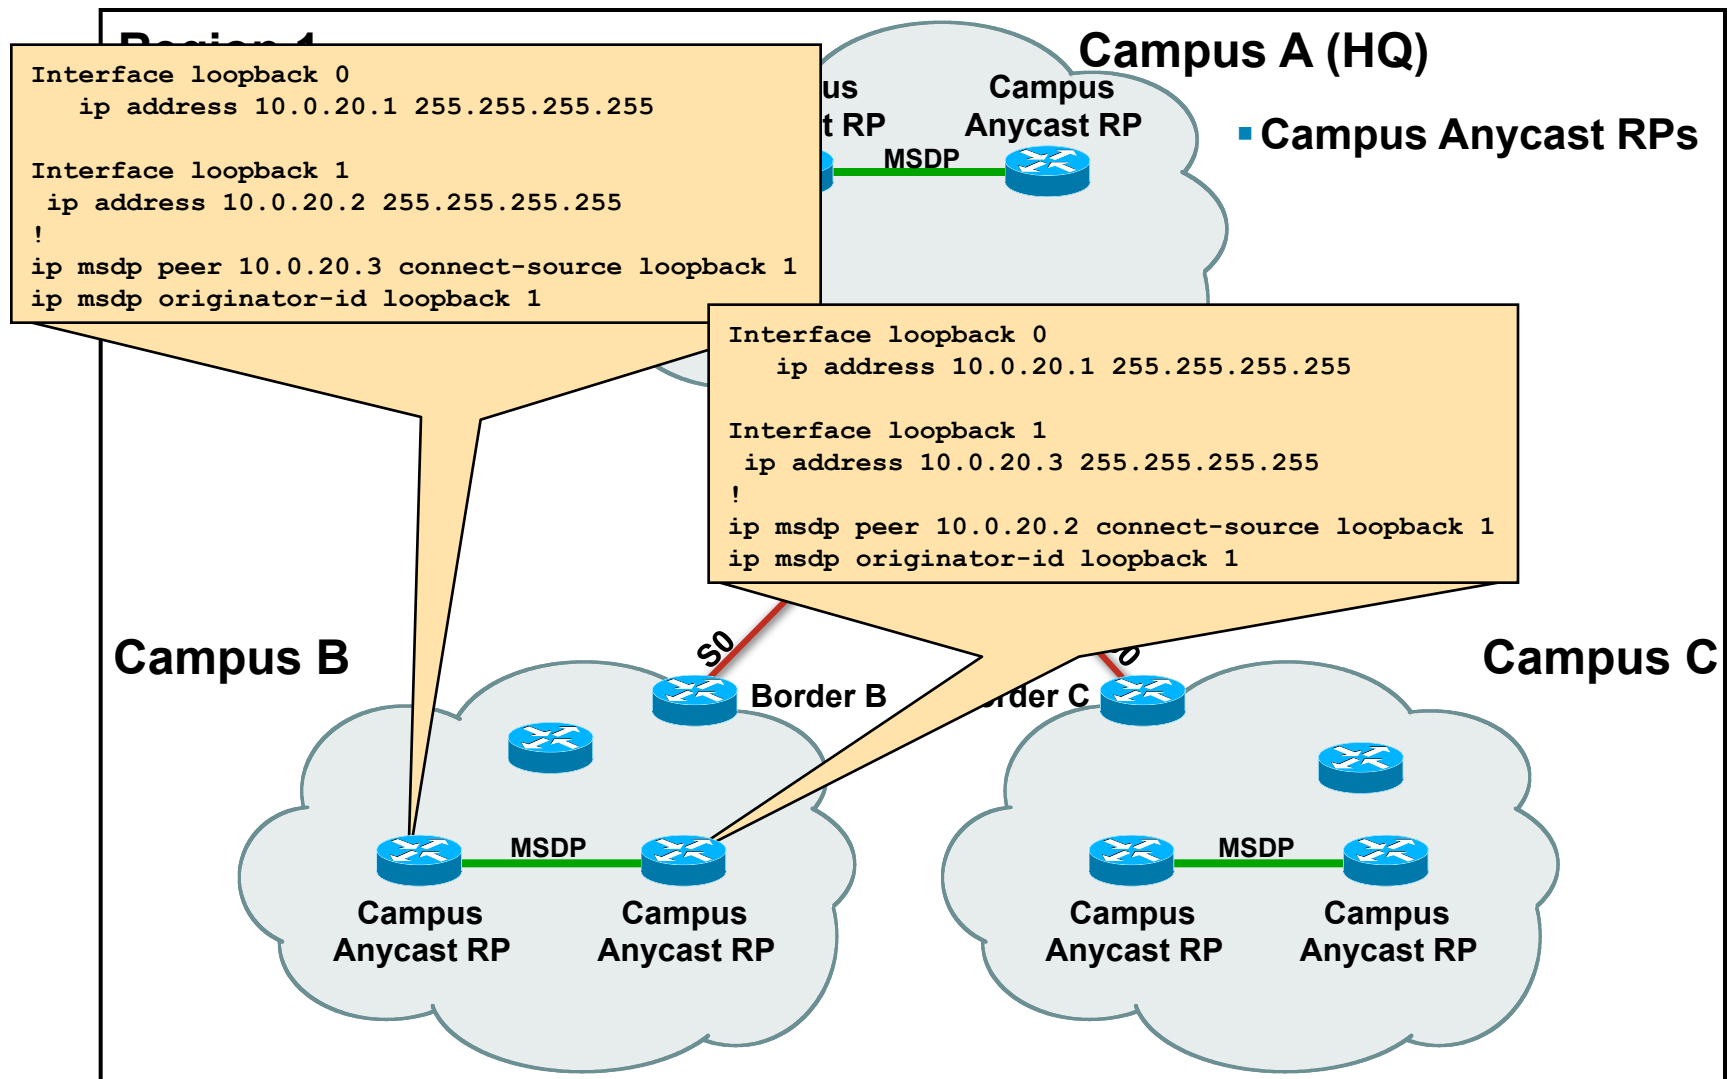 Campus A (HQ)
Interface loopback 0
ip address 10.0.20.1 255.255.255.255
Interface loopback 1
ip address 10.0.20.2 255.255.255.255
!
ip msdp peer 10.0.20.3 connect-source loopback 1
ip msdp originator-id loopback 1
Campus
t RP
Anycast RP
MSDP
▪ Campus Anycast RPs
Interface loopback 0
ip address 10.0.20.1 255.255.255.255
Interface loopback 1
ip address 10.0.20.3 255.255.255.255
!
ip msdp peer 10.0.20.2 connect-source loopback 1
ip msdp originator-id loopback 1
Campus B
S0
Border B
Campus C
MSDP
Campus
Anycast RP
Campus
Anycast RP
MSDP
Campus
Anycast RP
Campus
Anycast RP